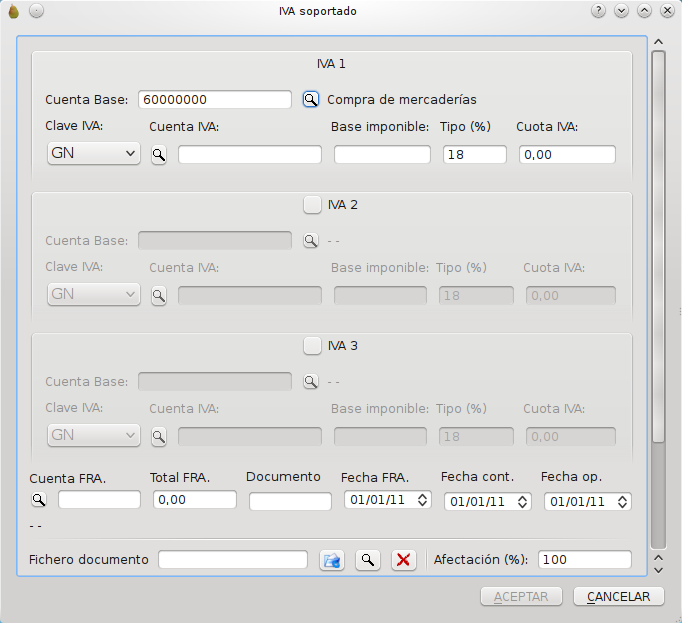 IVA soportado
IVA 1
Cuenta Base: 60000000 Compra de mercaderías
Clave IVA: Cuenta IVA: Base imponible: Tipo (%) Cuota IVA:
GN 18 0,00
IVA 2
Cuenta Base: - -
Clave IVA: Cuenta IVA: Base imponible: Tipo (%) Cuota IVA:
GN 18 0,00
IVA 3
Cuenta Base: - -
Clave IVA: Cuenta IVA: Base imponible: Tipo (%) Cuota IVA:
GN 18 0,00
Cuenta FRA. Total FRA. Documento Fecha FRA. Fecha cont. Fecha op.
0,00 01/01/11 01/01/11 01/01/11
- -
Fichero documento Afectación (%): 100
ACEPTAR CANCELAR